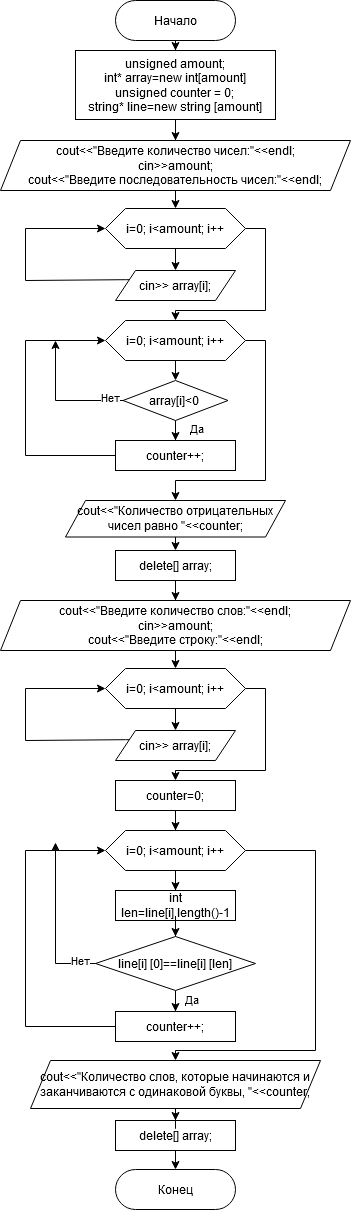 Начало
unsigned amount;
int* array=new int[amount]
unsigned counter = 0;
string* line=new string [amount]
cout<<"Введите количество чисел:"<<endl;
cin>>amount;
cout<<"Введите последовательность чисел:"<<endl;
i=0; i<amount; i++
cin>> array[i];
i=0; i<amount; i++
array[i]<0
Нет
Да
counter++;
cout<<"Количество отрицательных
чисел равно "<<counter;
delete[] array;
cout<<"Введите количество слов:"<<endl;
cin>>amount;
cout<<"Введите строку:"<<endl;
i=0; i<amount; i++
cin>> array[i];
counter=0;
i=0; i<amount; i++
int
len=line[i],length()-1
line[i] [0]==line[i] [len]
Нет
Да
counter++;
cout<<"Количество слов, которые начинаются и
заканчиваются с одинаковой буквы, "<<counter,
delete[] array;
Конец